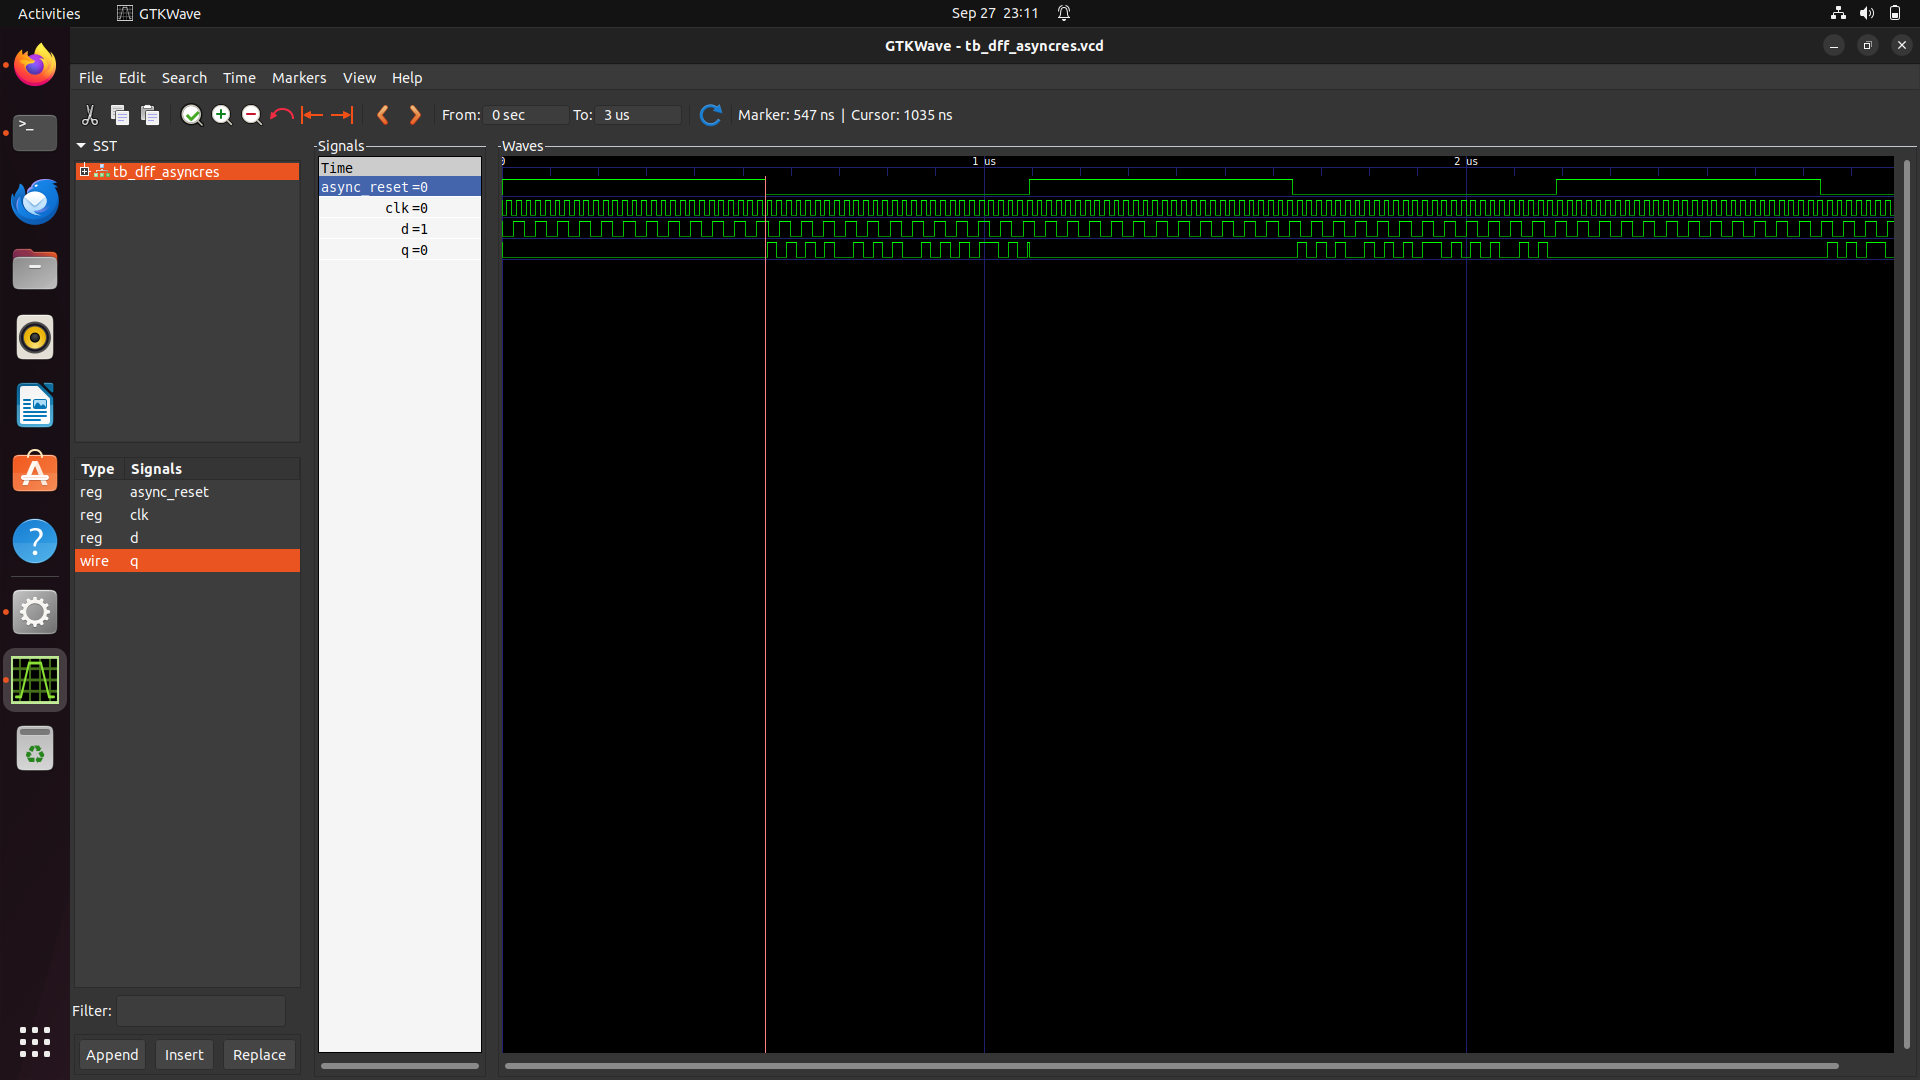 Activities GTKWave Sep 27 23:11
GTKWave - tb_dff_asyncres.vcd
File Edit Search Time Markers View Help
From: 0 sec To: 3 us Marker: 547 ns | Cursor: 1035 ns
SST
tb_dff_asyncres
Type Signals
reg async_reset
reg clk
reg d
wire q
Filter:
Append Insert Replace
Signals
Time
async_reset =0
clk =0
d =1
q =0
Waves
0 1 us 2 us